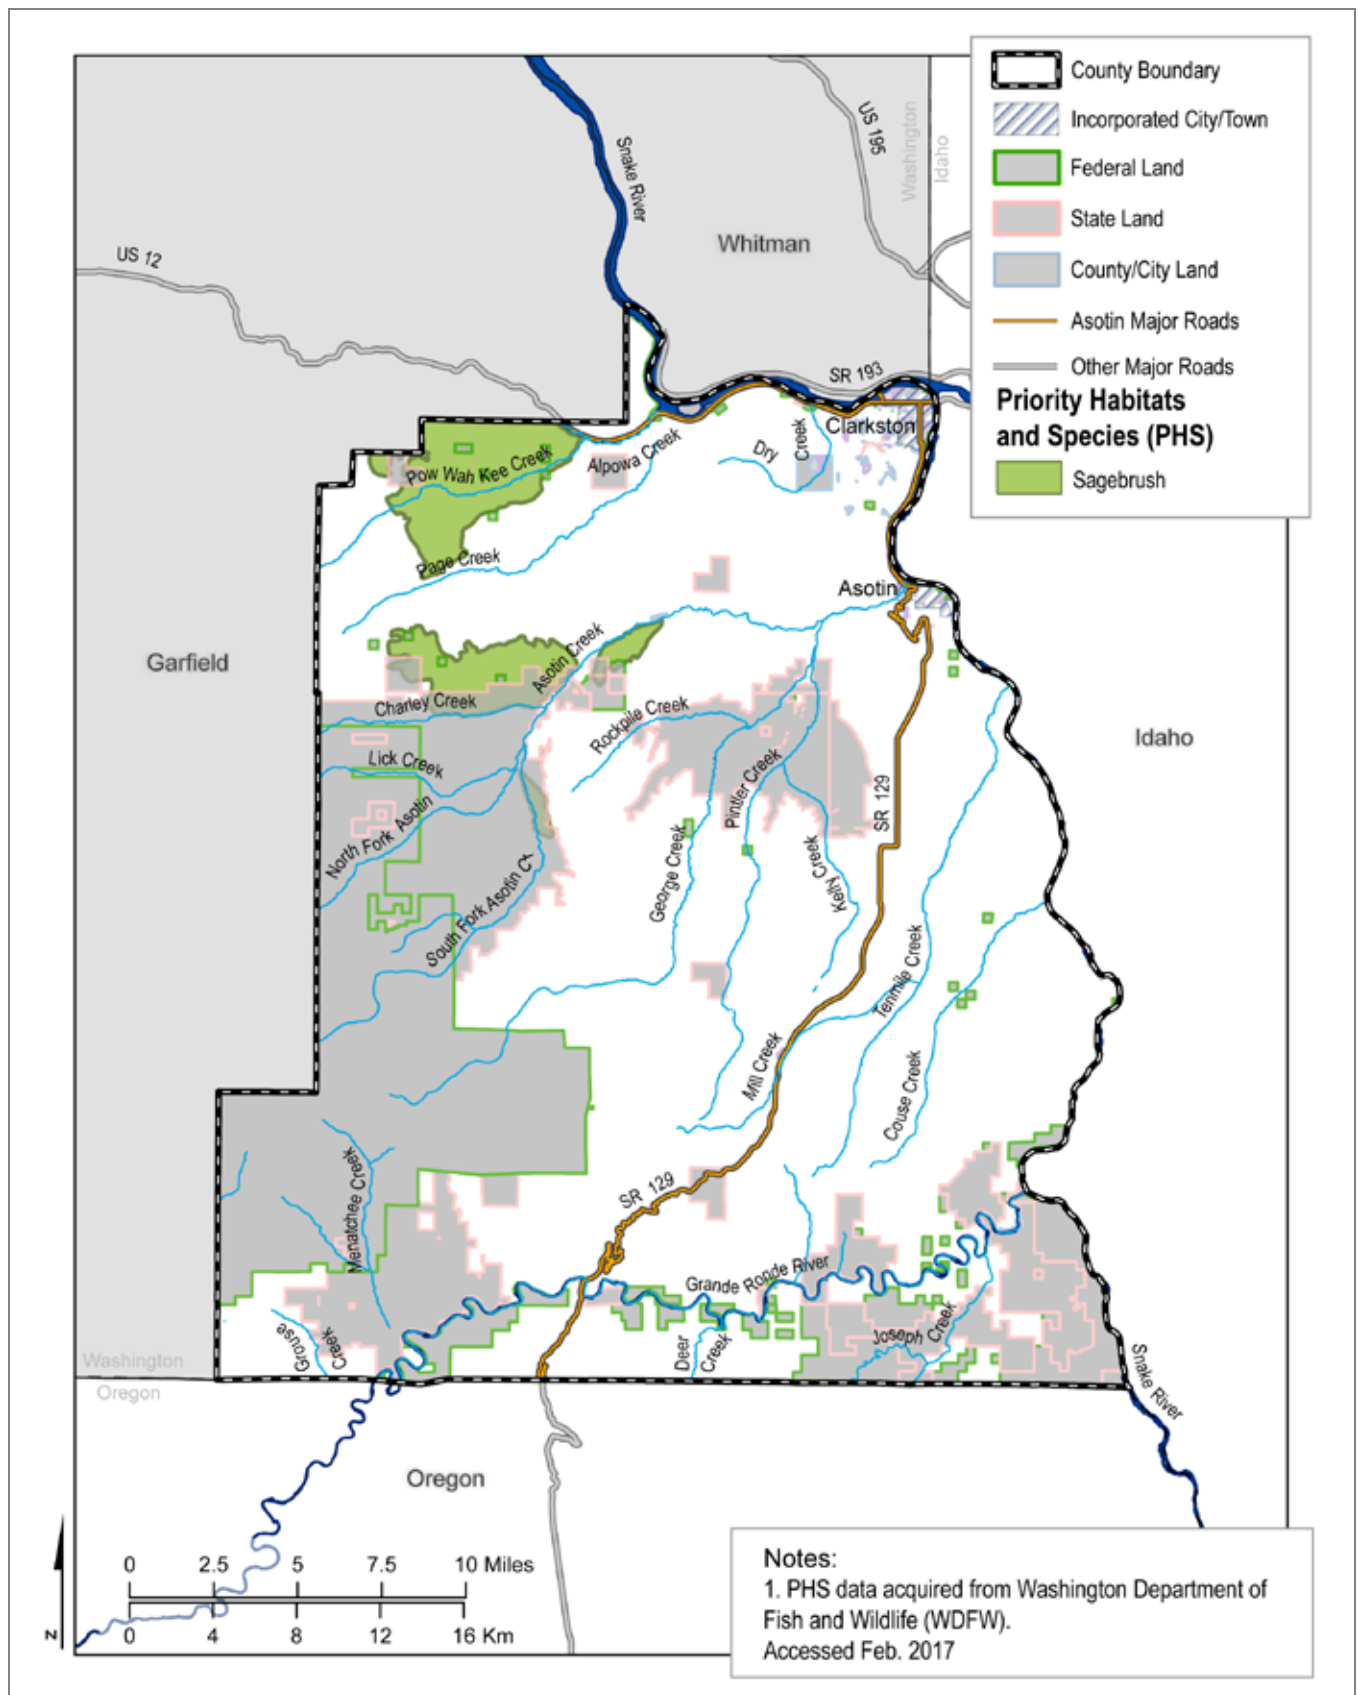 County Boundary
Incorporated City/Town
Federal Land
State Land
County/City Land
Asotin Major Roads
Other Major Roads
Priority Habitats
and Species (PHS)
Sagebrush
US 195
Washington
Idaho
Snake River
Whitman
US 12
SR 193
Clarkston
Dry
Creek
Alpowa Creek
Pow Wah Kee Creek
Page Creek
Asotin
Garfield
Asotin Creek
Charley Creek
Rockpile Creek
Idaho
Lick Creek
Pintler Creek
SR 129
North Fork Asotin
George Creek
Kelly Creek
South Fork Asotin Cr
Tenmile Creek
Mill Creek
Couse Creek
Menatchee Creek
SR 129
Grande Ronde River
Grouse
Creek
Deer
Creek
Joseph Creek
Snake River
Washington
Oregon
Oregon
0 2.5 5 7.5 10 Miles
0 4 8 12 16 Km
N
Notes:
1. PHS data acquired from Washington Department of
Fish and Wildlife (WDFW).
Accessed Feb. 2017